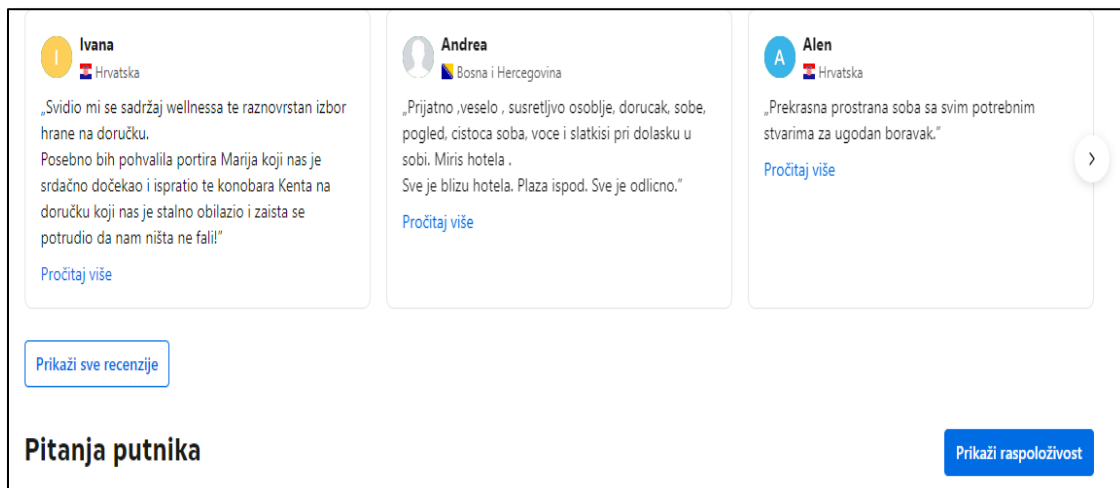 I
Ivana
Hrvatska
„Svidio mi se sadržaj wellnessa te raznovrstan izbor
hrane na doručku.
Posebno bih pohvalila portira Marija koji nas je
srdačno dočekao i ispratio te konobara Kenta na
doručku koji nas je stalno obilazio i zaista se
potrudio da nam ništa ne fali!”
Pročitaj više
Andrea
Bosna i Hercegovina
„Prijatno ,veselo , susretljvo osoblje, dorucak, sobe,
pogled, cistoca soba, voce i slatkisi pri dolasku u
sobi. Miris hotela .
Sve je blizu hotela. Plaza ispod. Sve je odlicno.”
Pročitaj više
A
Alen
Hrvatska
„Prekrasna prostrana soba sa svim potrebnim
stvarima za ugodan boravak.”
Pročitaj više
Prikaži sve recenzije
Pitanja putnika
Prikaži raspoloživost